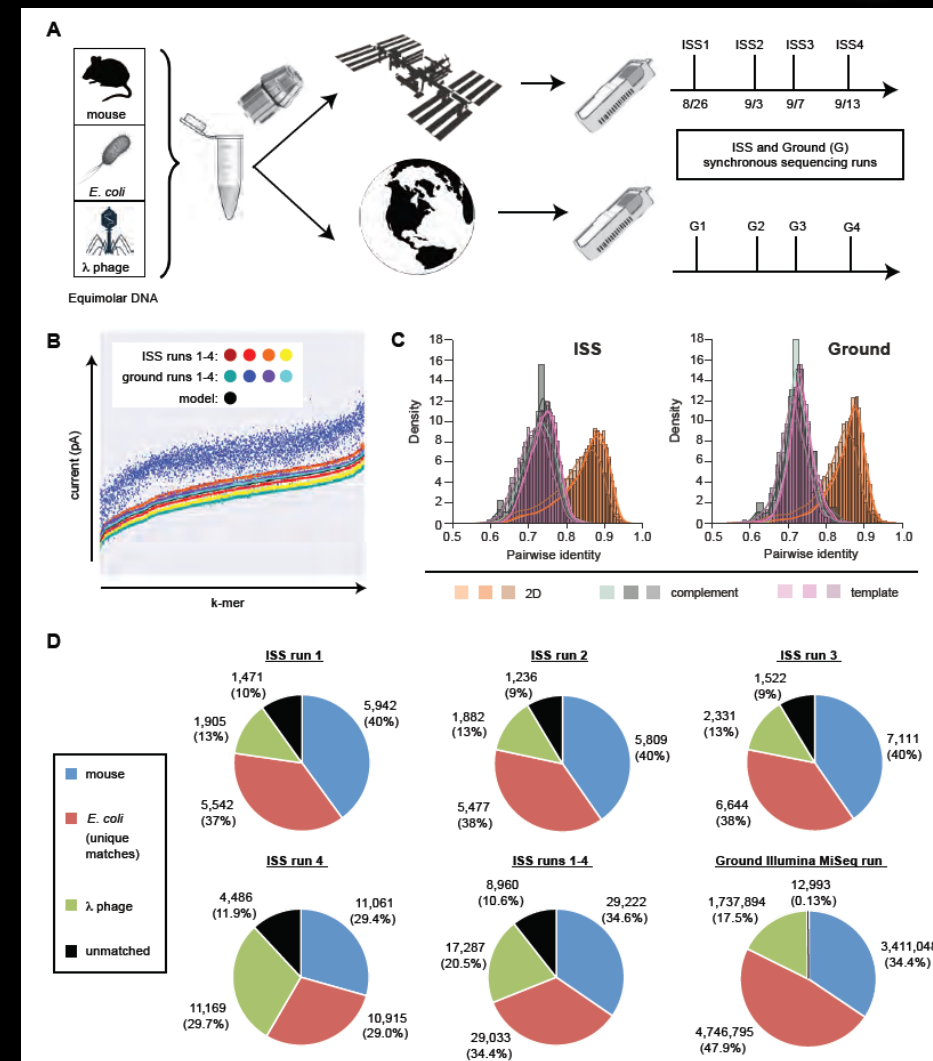 A
mouse
E. coli
λ phage
Equimolar DNA
ISS1 ISS2 ISS3 ISS4
8/26 9/3 9/7 9/13
ISS and Ground (G)
synchronous sequencing runs
G1 G2 G3 G4
B
ISS runs 1-4:
ground runs 1-4:
model:
current (pA)
k-mer
C
ISS
18
16
14
12
10
8
6
4
2
0
Density
0.5 0.6 0.7 0.8 0.9 1.0
Pairwise identity
Ground
18
16
14
12
10
8
6
4
2
0
Density
0.5 0.6 0.7 0.8 0.9 1.0
Pairwise identity
2D complement template
D
mouse
E. coli
(unique
matches)
λ phage
unmatched
ISS run 1
1,471
(10%)
5,942
(40%)
1,905
(13%)
5,542
(37%)
ISS run 2
1,236
(9%)
5,809
(40%)
1,882
(13%)
5,477
(38%)
ISS run 3
1,522
(9%)
7,111
(40%)
2,331
(13%)
6,644
(38%)
ISS run 4
4,486
(11.9%)
11,061
(29.4%)
11,169
(29.7%)
10,915
(29.0%)
ISS runs 1-4
8,960
(10.6%)
29,222
(34.6%)
17,287
(20.5%)
29,033
(34.4%)
Ground Illumina MiSeq run
12,993
(0.13%)
1,737,894
(17.5%)
3,411,048
(34.4%)
4,746,795
(47.9%)